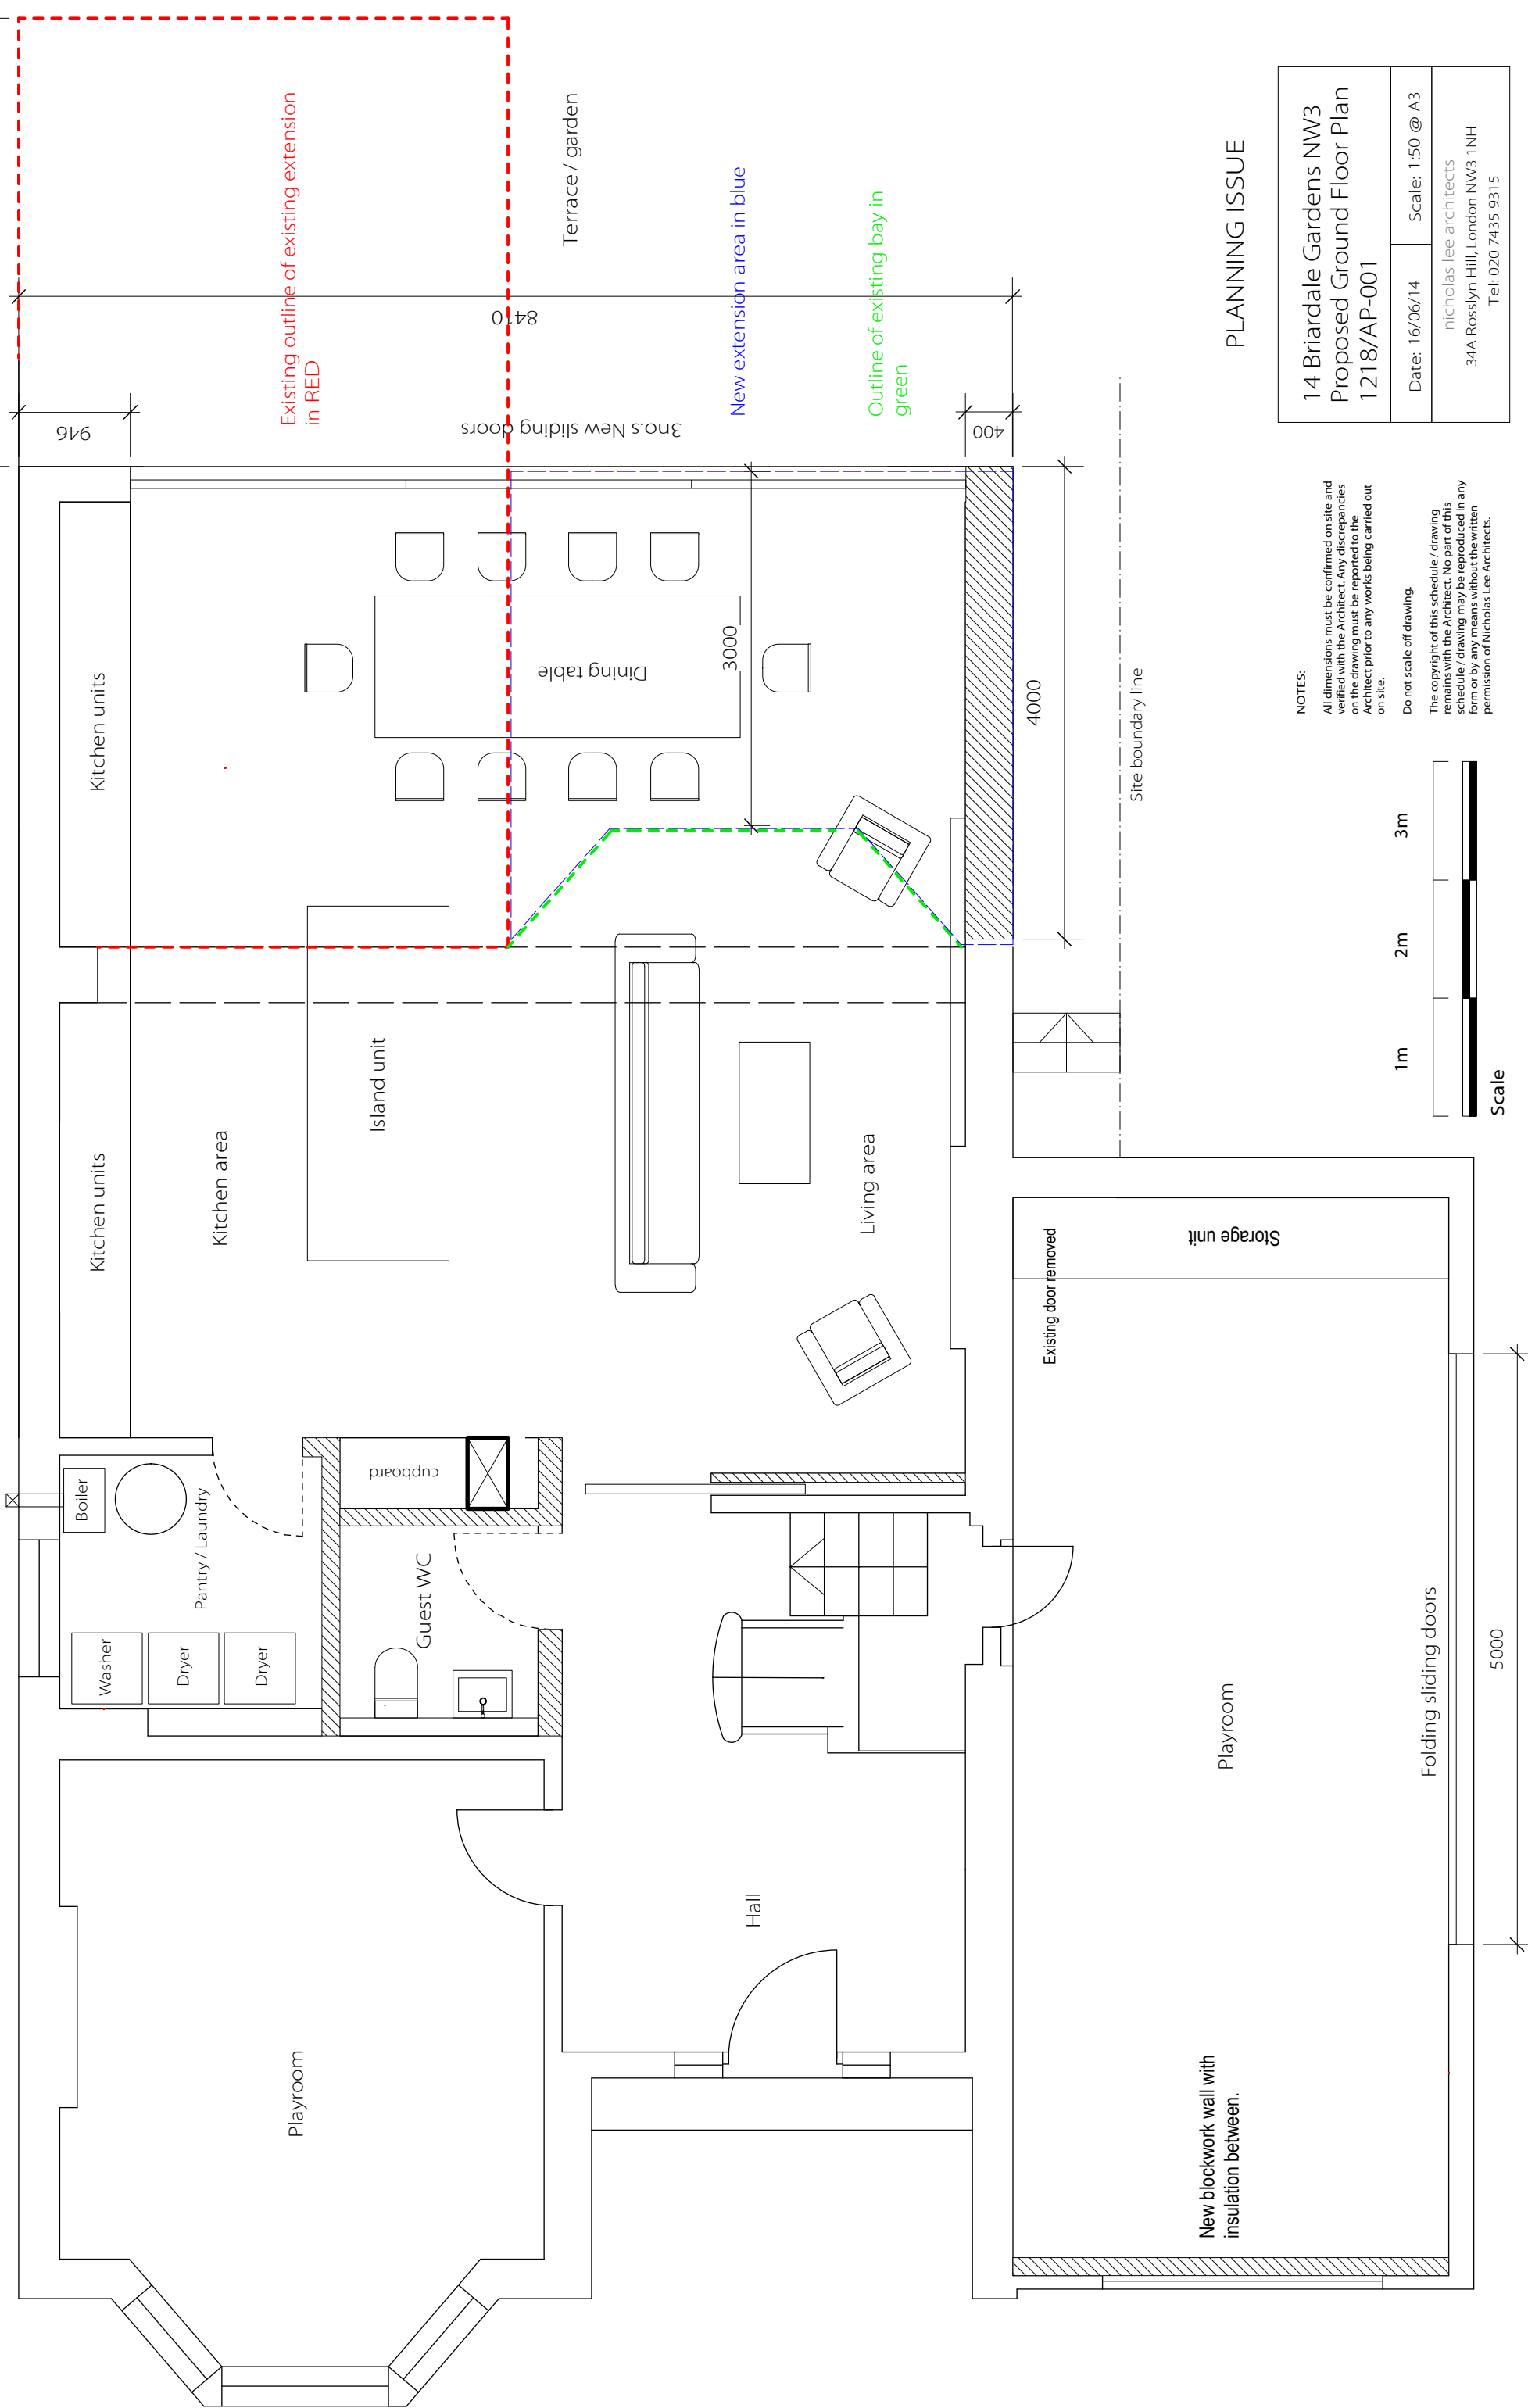 Existing outline of existing extension
in RED
Terrace / garden
8410
New extension area in blue
Outline of existing bay in
green
946
3no.s New sliding doors
400
Kitchen units
Dining table
3000
4000
Site boundary line
Kitchen units
Kitchen area
Island unit
Living area
Existing door removed
Storage unit
Boiler
Pantry / Laundry
cupboard
Guest WC
Washer
Dryer
Dryer
Playroom
Folding sliding doors
5000
Hall
Playroom
New blockwork wall with
insulation between.
PLANNING ISSUE
14 Briardale Gardens NW3
Proposed Ground Floor Plan
1218/AP-001
Date: 16/06/14
Scale: 1:50 @ A3
nicholas lee architects
34A Rosslyn Hill, London NW3 1NH
Tel: 020 7435 9315
NOTES:
All dimensions must be confirmed on site and
verified with the Architect. Any discrepancies
on the drawing must be reported to the
Architect prior to any works being carried out
on site.
Do not scale off drawing.
The copyright of this schedule / drawing
remains with the Architect. No part of this
schedule / drawing may be reproduced in any
form or by any means without the written
permission of Nicholas Lee Architects.
1m
2m
3m
Scale